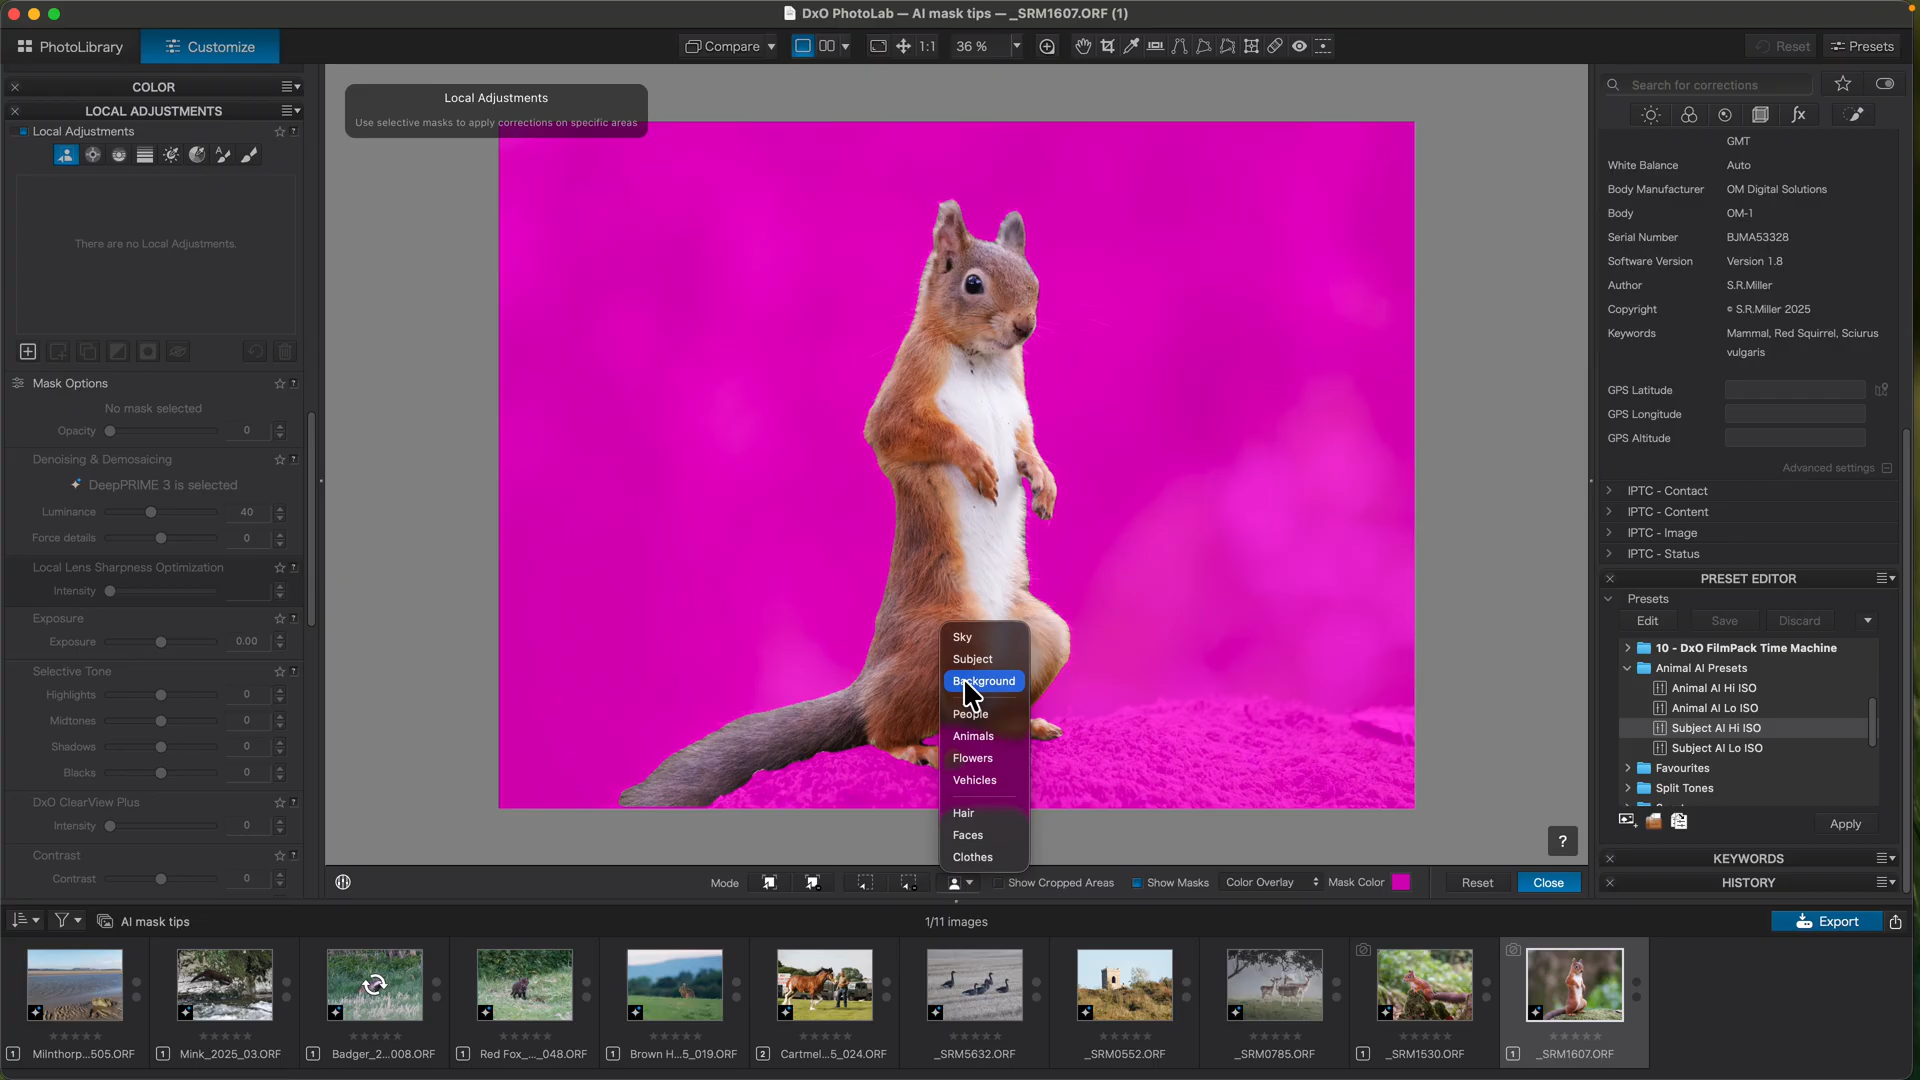 DxO PhotoLab — AI mask tips — _SRM1607.ORF (1)
PhotoLibrary
Customize
Compare
1:1
36 %
Reset
Presets
COLOR
LOCAL ADJUSTMENTS
Local Adjustments
There are no Local Adjustments.
Mask Options
No mask selected
Opacity 0
Denoising & Demosaicing
DeepPRIME 3 is selected
Luminance 40
Force details 0
Local Lens Sharpness Optimization
Intensity
Exposure
Exposure 0.00
Selective Tone
Highlights 0
Midtones 0
Shadows 0
Blacks 0
DxO ClearView Plus
Intensity 0
Contrast
Contrast 0
Local Adjustments
Use selective masks to apply corrections on specific areas
Sky
Subject
Background
People
Animals
Flowers
Vehicles
Hair
Faces
Clothes
?
Mode
Show Cropped Areas
Show Masks
Color Overlay
Mask Color
Reset
Close
Search for corrections
fx
GMT
White Balance Auto
Body Manufacturer OM Digital Solutions
Body OM-1
Serial Number BJMA53328
Software Version Version 1.8
Author S.R.Miller
Copyright © S.R.Miller 2025
Keywords Mammal, Red Squirrel, Sciurus
vulgaris
GPS Latitude
GPS Longitude
GPS Altitude
Advanced settings
IPTC - Contact
IPTC - Content
IPTC - Image
IPTC - Status
PRESET EDITOR
Presets
Edit Save Discard
10 - DxO FilmPack Time Machine
Animal AI Presets
Animal AI Hi ISO
Animal AI Lo ISO
Subject AI Hi ISO
Subject AI Lo ISO
Favourites
Split Tones
Apply
KEYWORDS
HISTORY
AI mask tips
1/11 images
Export
1 Milnthorp...505.ORF
1 Mink_2025_03.ORF
1 Badger_2...008.ORF
1 Red Fox_..._048.ORF
1 Brown H...5_019.ORF
2 Cartmel...5_024.ORF
_SRM5632.ORF
_SRM0552.ORF
_SRM0785.ORF
1 _SRM1530.ORF
1 _SRM1607.ORF